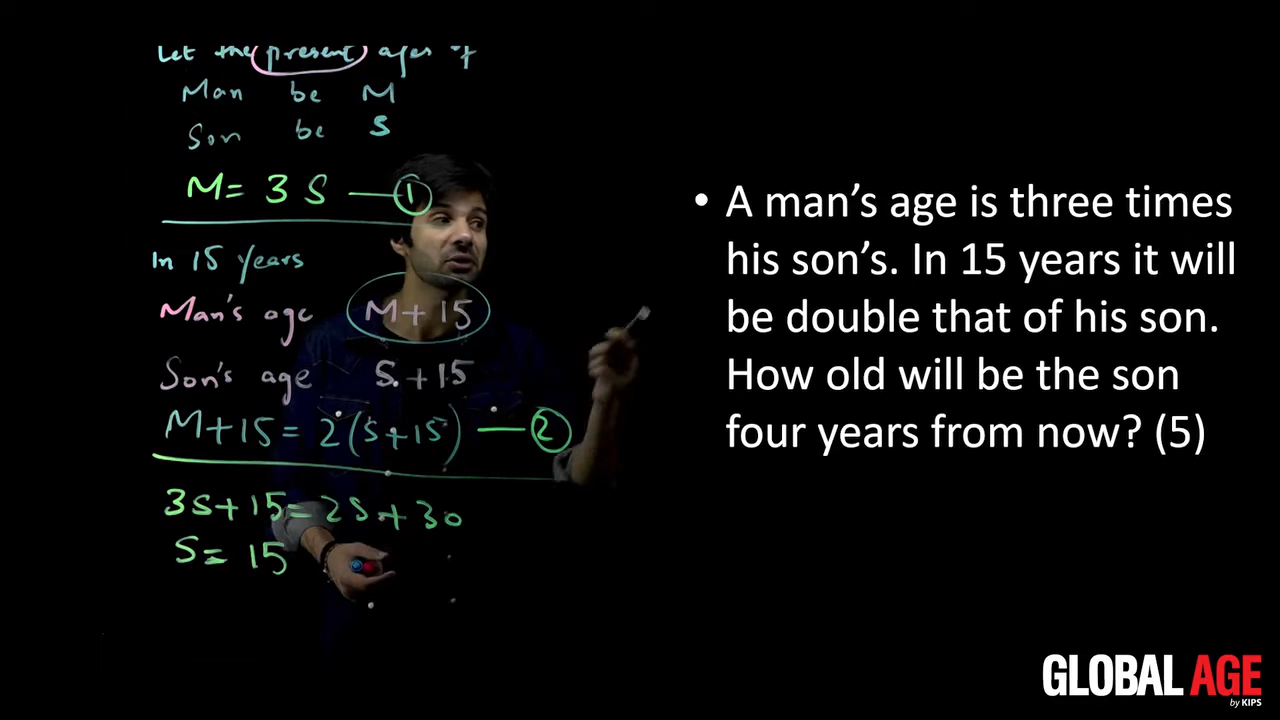 Let the present ages of
Man be M
Son be S
M = 3 S — ①
In 15 years
Man's age M + 15
Son's age S + 15
M + 15 = 2 (S + 15) — ②
3S + 15 = 2S + 30
S = 15
• A man's age is three times
his son's. In 15 years it will
be double that of his son.
How old will be the son
four years from now? (5)
GLOBAL AGE
by KIPS